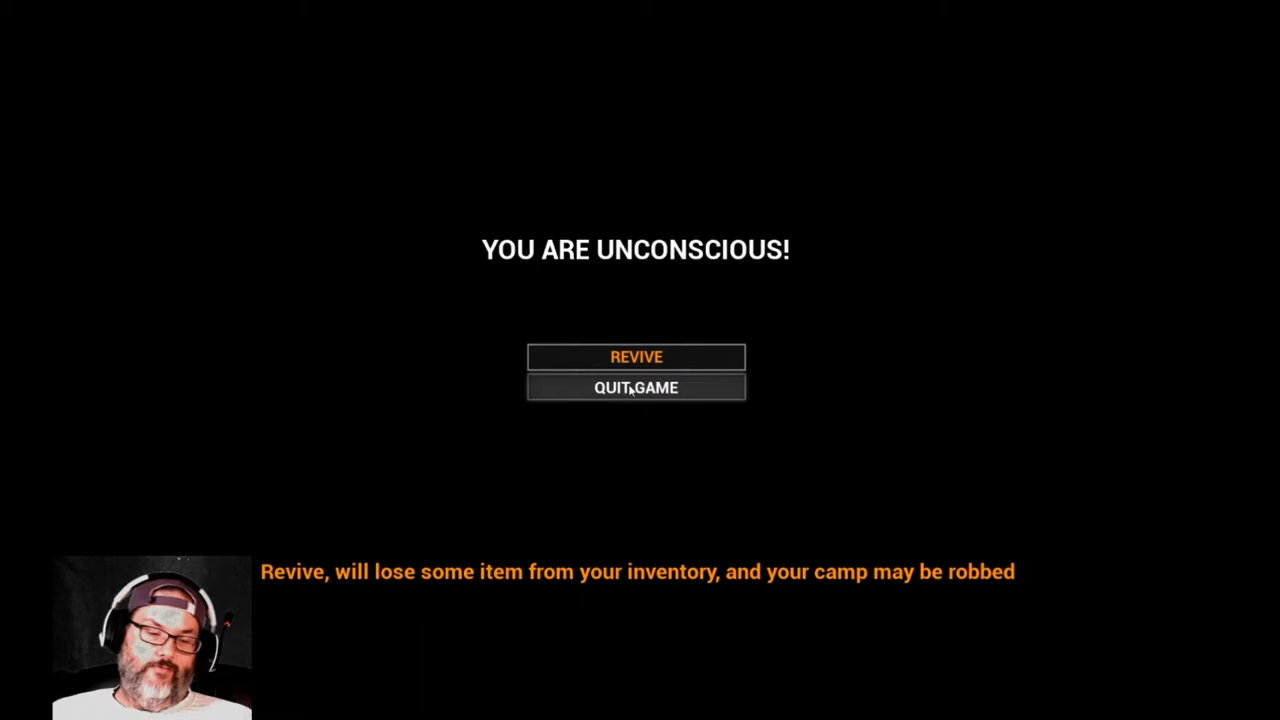 YOU ARE UNCONSCIOUS!
REVIVE
QUIT GAME
Revive, will lose some item from your inventory, and your camp may be robbed